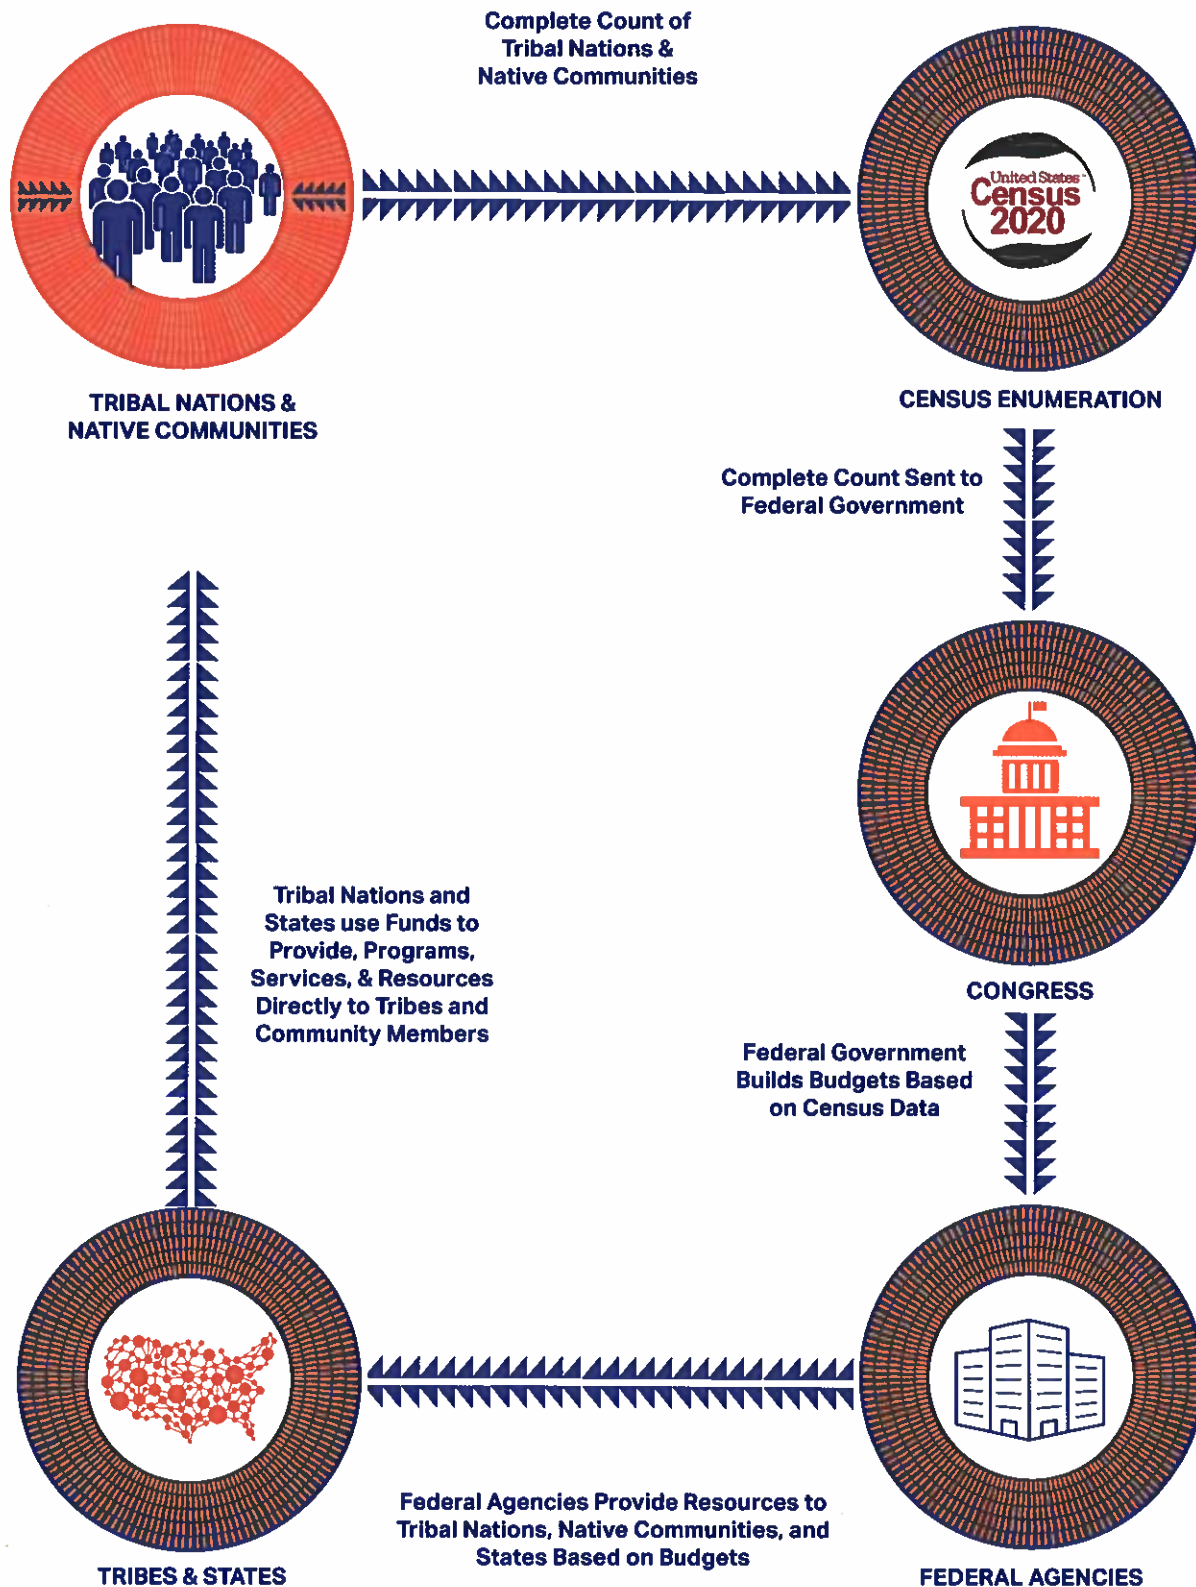 Complete Count of
Tribal Nations &
Native Communities
United States™
Census
2020
TRIBAL NATIONS &
NATIVE COMMUNITIES
CENSUS ENUMERATION
Complete Count Sent to
Federal Government
CONGRESS
Tribal Nations and
States use Funds to
Provide, Programs,
Services, & Resources
Directly to Tribes and
Community Members
Federal Government
Builds Budgets Based
on Census Data
Federal Agencies Provide Resources to
Tribal Nations, Native Communities, and
States Based on Budgets
TRIBES & STATES
FEDERAL AGENCIES